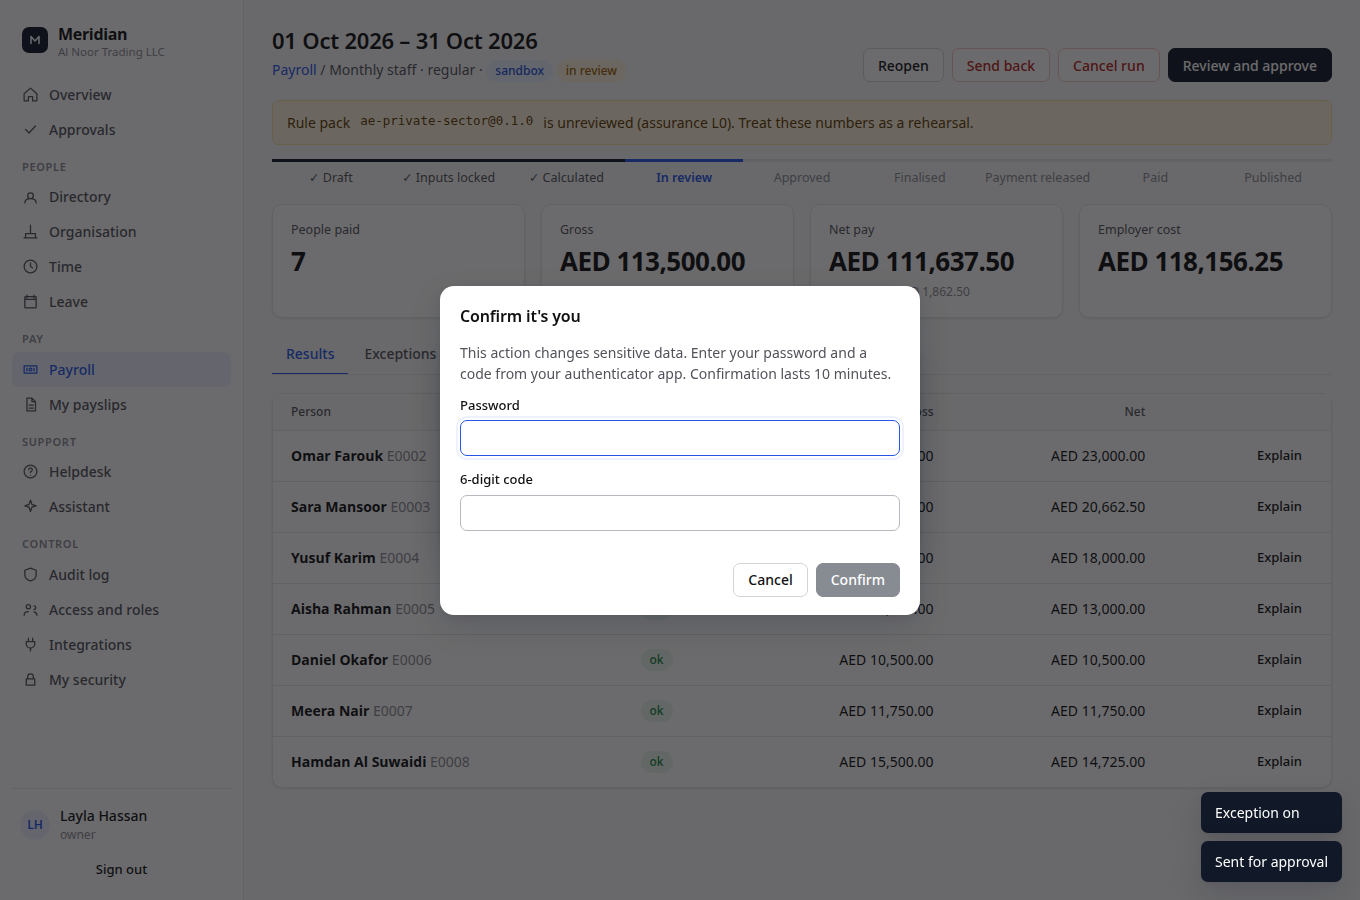 Meridian
Al Noor Trading LLC
Overview
Approvals
PEOPLE
Directory
Organisation
Time
Leave
PAY
Payroll
My payslips
SUPPORT
Helpdesk
Assistant
CONTROL
Audit log
Access and roles
Integrations
My security
LH
Layla Hassan
owner
Sign out
01 Oct 2026 – 31 Oct 2026
Payroll / Monthly staff · regular · sandbox in review
Reopen
Send back
Cancel run
Review and approve
Rule pack ae-private-sector@0.1.0 is unreviewed (assurance L0). Treat these numbers as a rehearsal.
✓ Draft
✓ Inputs locked
✓ Calculated
In review
Approved
Finalised
Payment released
Paid
Published
People paid
7
Gross
AED 113,500.00
Net pay
AED 111,637.50
1,862.50
Employer cost
AED 118,156.25
Results
Exceptions
Confirm it's you
This action changes sensitive data. Enter your password and a
code from your authenticator app. Confirmation lasts 10 minutes.
Password
6-digit code
Cancel
Confirm
Person
Net
Omar Farouk E0002
AED 23,000.00
Explain
Sara Mansoor E0003
AED 20,662.50
Explain
Yusuf Karim E0004
AED 18,000.00
Explain
Aisha Rahman E0005
AED 13,000.00
Explain
Daniel Okafor E0006
ok
AED 10,500.00
AED 10,500.00
Explain
Meera Nair E0007
ok
AED 11,750.00
AED 11,750.00
Explain
Hamdan Al Suwaidi E0008
ok
AED 15,500.00
AED 14,725.00
Explain
Exception on
Sent for approval